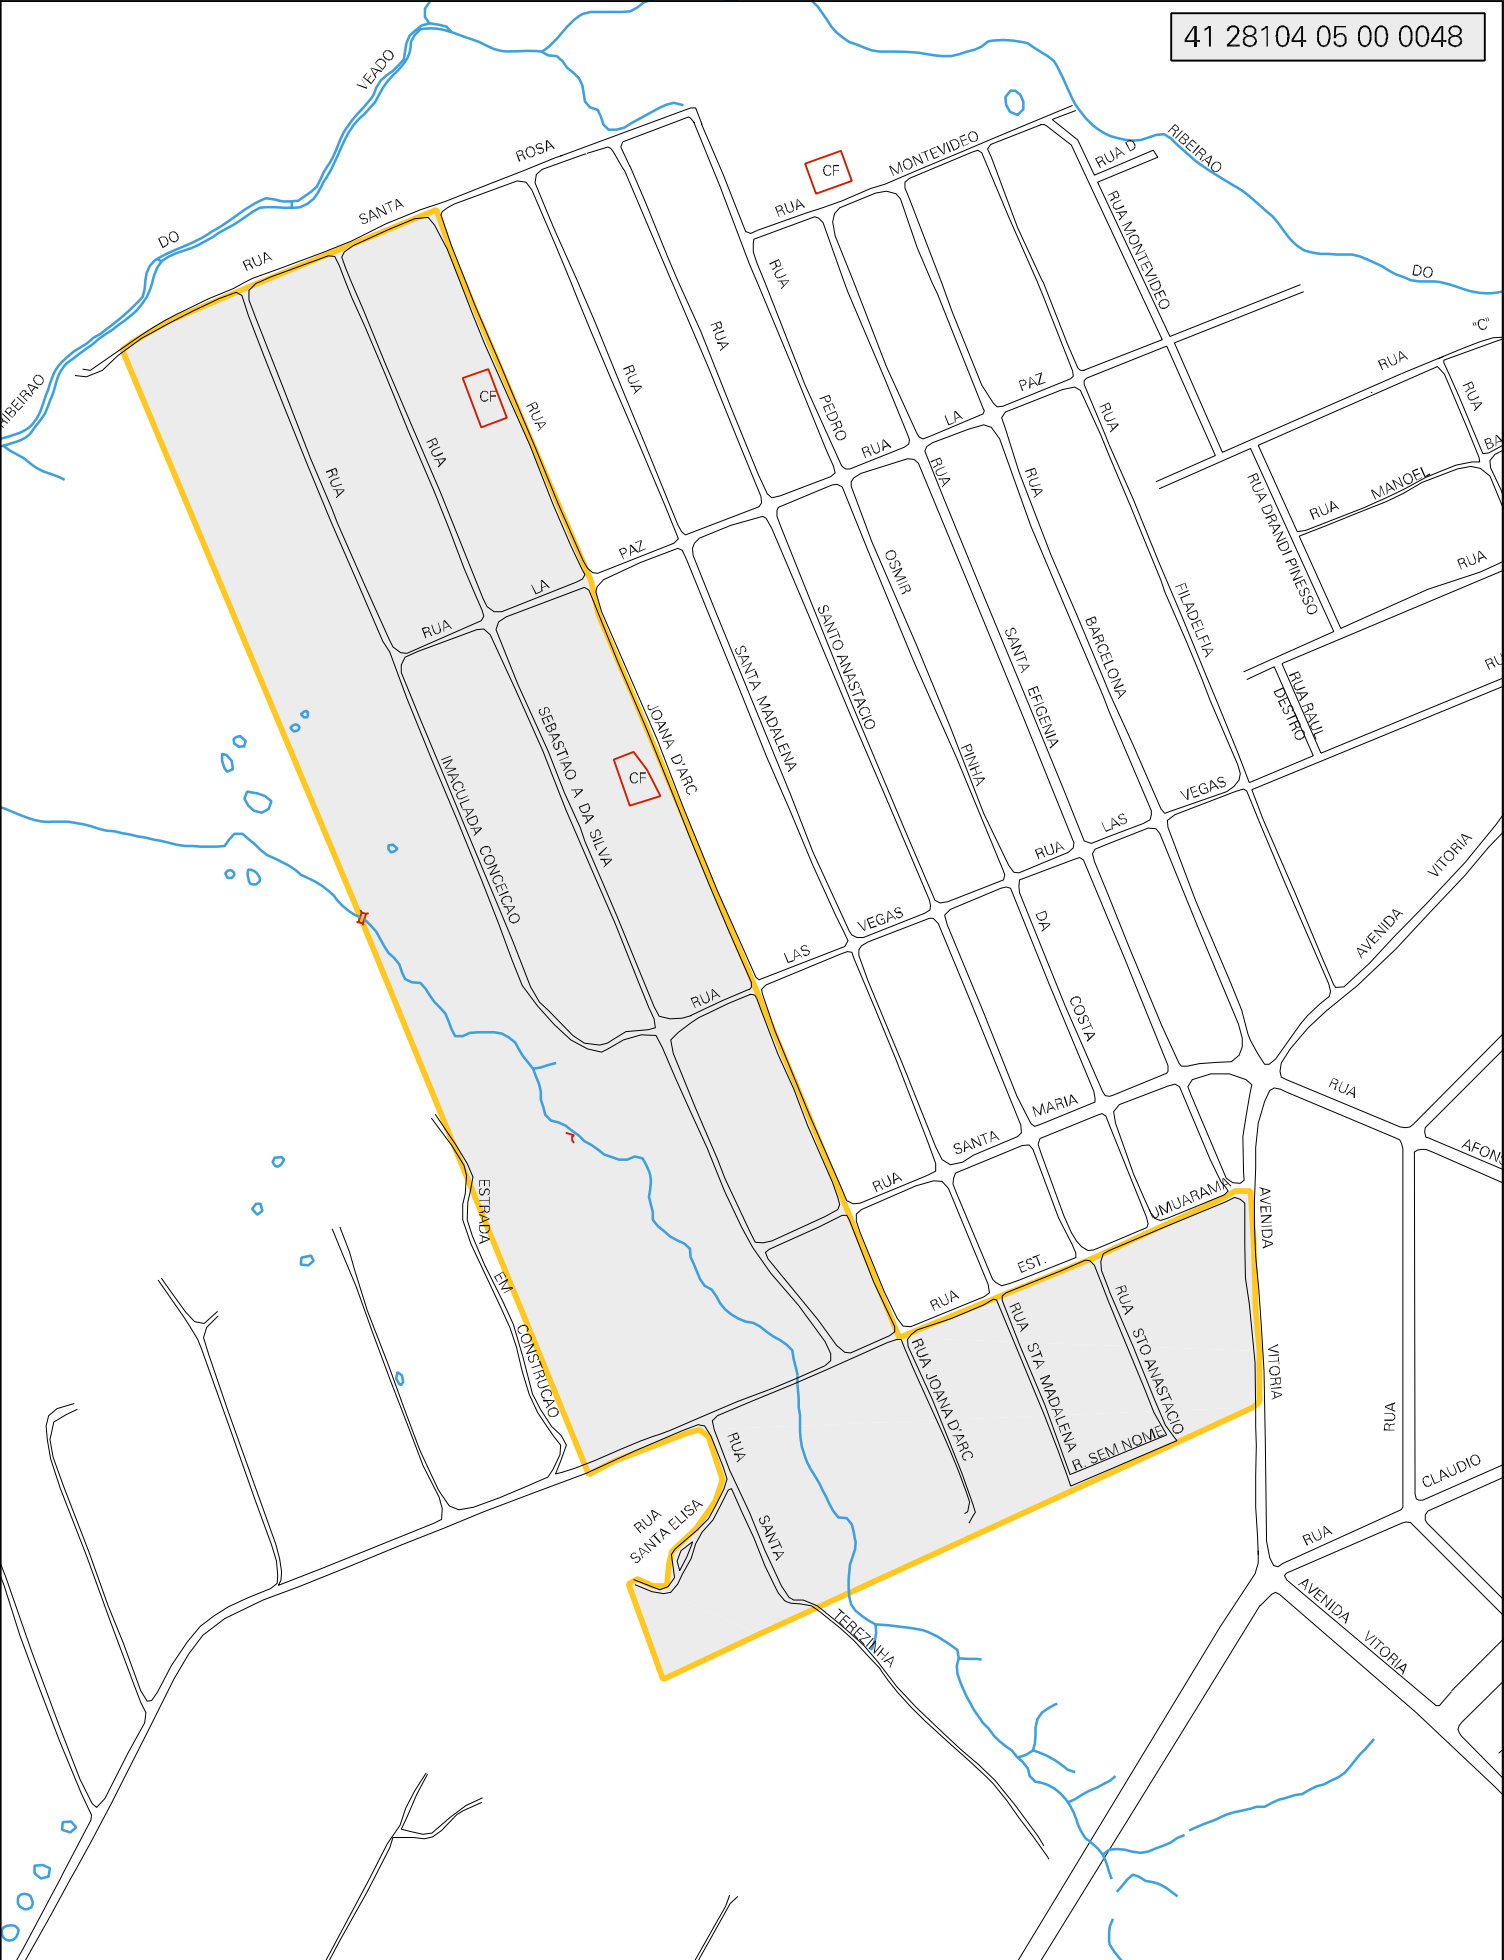 41 28104 05 00 0048
VEADO
DO
RIBEIRAO
RUA SANTA ROSA
CF
RUA MONTEVIDEO
RUA D
RIBEIRAO
DO
RUA MONTEVIDEO
RUA "C"
RUA
BA
RUA MANOEL
RUA
RUA DRANDI PINESSO
RU
RUA RAUL
DESTRO
CF
CF
RUA IMACULADA CONCEICAO
RUA SEBASTIAO A DA SILVA
RUA JOANA D'ARC
RUA SANTA MADALENA
RUA SANTO ANASTACIO
RUA PEDRO OSMIR PINHA DA COSTA
RUA SANTA EFIGENIA
RUA BARCELONA
RUA FILADELFIA
RUA LA PAZ
RUA LA PAZ
RUA LAS VEGAS
RUA LAS VEGAS
AVENIDA VITORIA
RUA
AFONS
RUA SANTA MARIA
RUA EST. UMUARAMA
AVENIDA VITORIA
RUA STO ANASTACIO
RUA STA MADALENA
RUA JOANA D'ARC
R. SEM NOME
ESTRADA EM CONSTRUCAO
RUA
SANTA ELISA
RUA SANTA TEREZINHA
RUA
RUA CLAUDIO
AVENIDA VITORIA